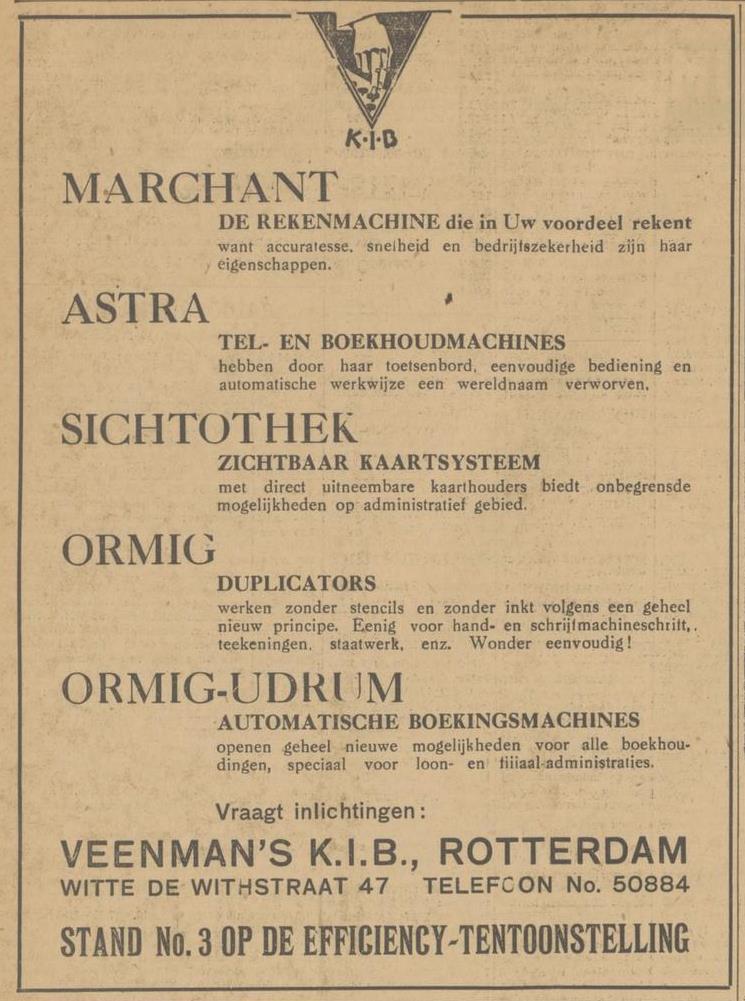 K·I·B
MARCHANT
DE REKENMACHINE die in Uw voordeel rekent
want accuratesse, snelheid en bedrijfszekerheid zijn haar
eigenschappen.
ASTRA
TEL- EN BOEKHOUDMACHINES
hebben door haar toetsenbord, eenvoudige bediening en
automatische werkwijze een wereldnaam verworven.
SICHTOTHEK
ZICHTBAAR KAARTSYSTEEM
met direct uitneembare kaarthouders biedt onbegrensde
mogelijkheden op administratief gebied.
ORMIG
DUPLICATORS
werken zonder stencils en zonder inkt volgens een geheel
nieuw principe. Eenig voor hand- en schrijfmachineschrift,
teekeningen, staatwerk, enz. Wonder eenvoudig!
ORMIG-UDRUM
AUTOMATISCHE BOEKINGSMACHINES
openen geheel nieuwe mogelijkheden voor alle boekhou-
dingen, speciaal voor loon- en filiaal-administraties.
Vraagt inlichtingen:
VEENMAN'S K.I.B., ROTTERDAM
WITTE DE WITHSTRAAT 47 TELEFOON No. 50884
STAND No. 3 OP DE EFFICIENCY-TENTOONSTELLING